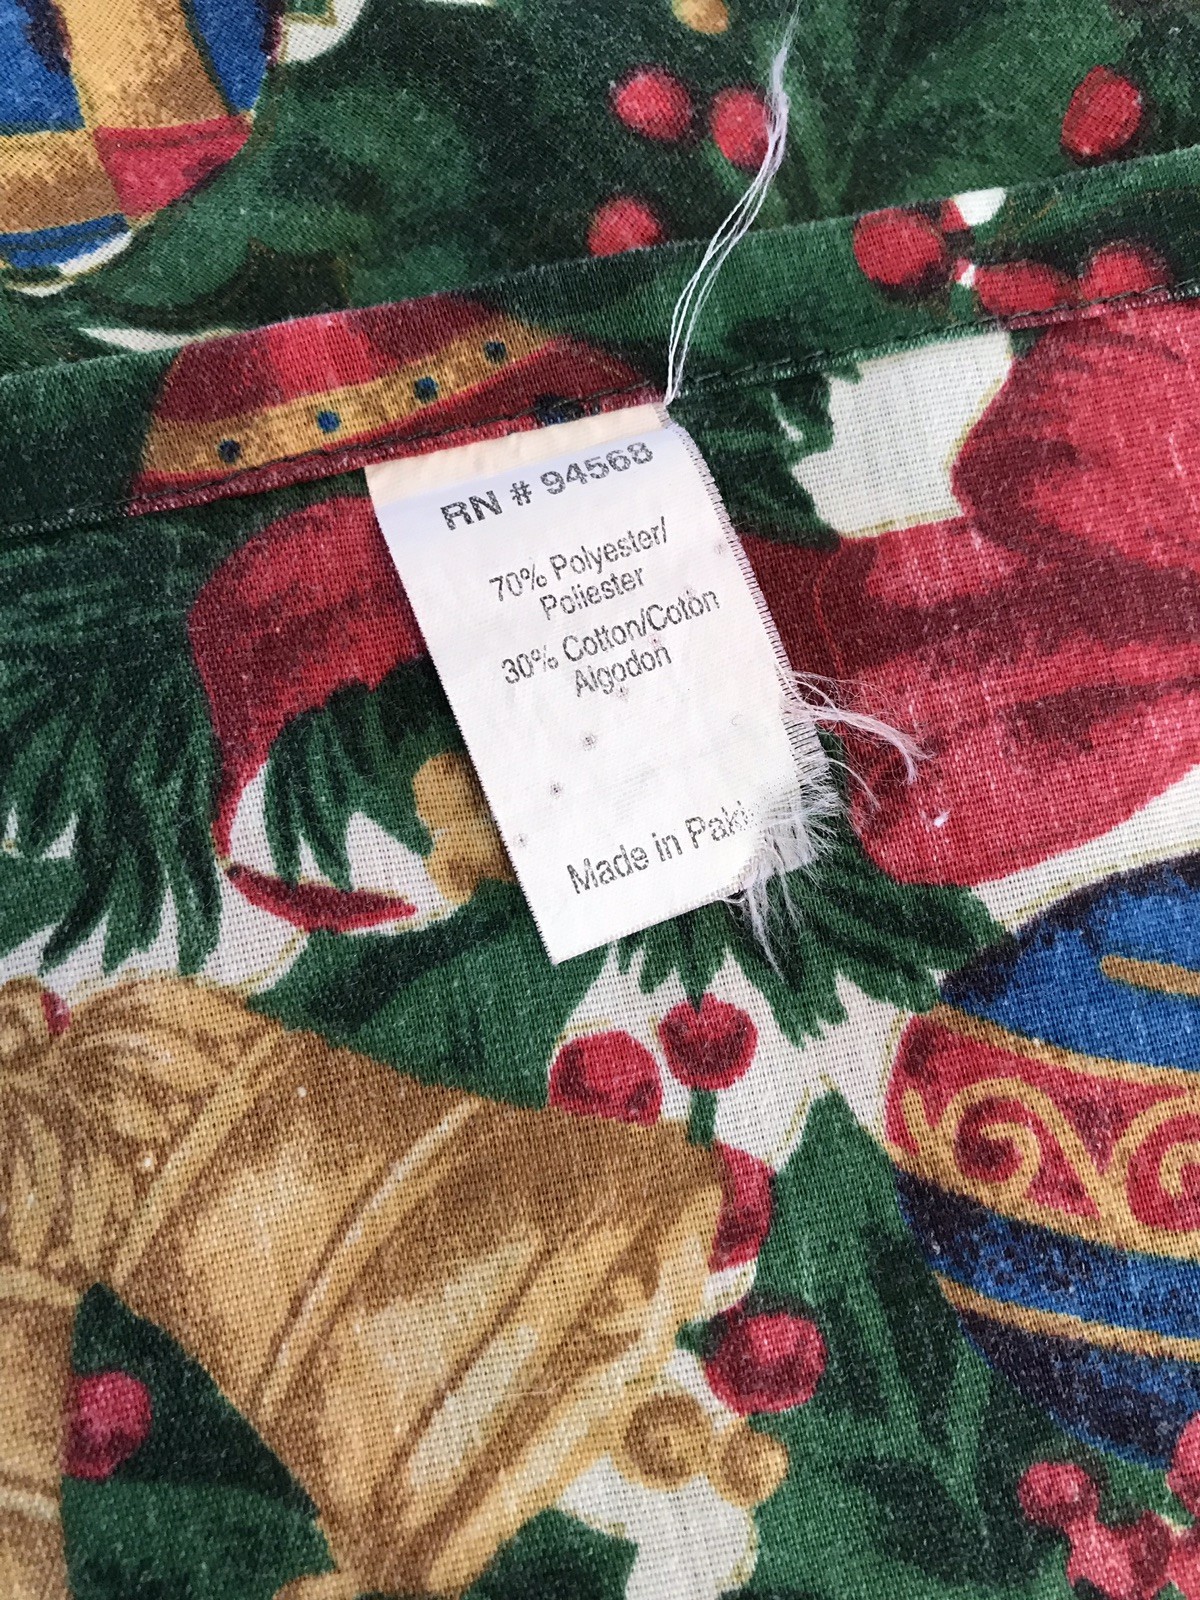 RN # 94568
70% Polyester/
Poliester
30% Cotton/Coton
Algodon
Made in Paki